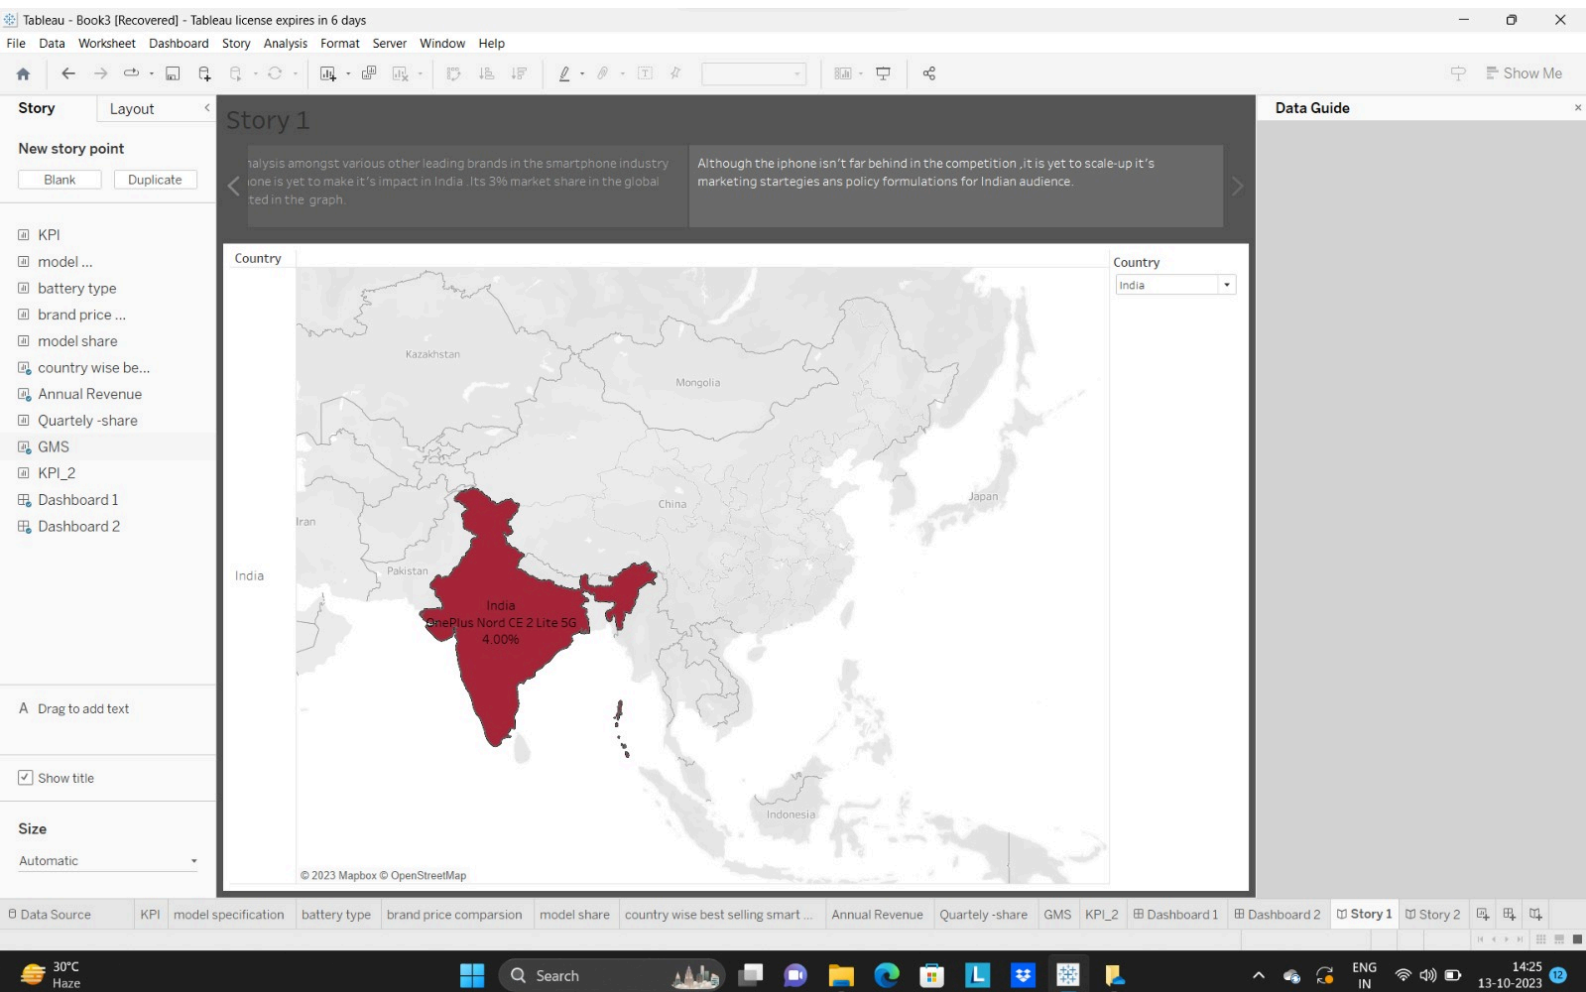 Tableau - Book3 [Recovered] - Tableau license expires in 6 days
File Data Worksheet Dashboard Story Analysis Format Server Window Help
Show Me
Story Layout
New story point
Blank Duplicate
KPI
model ...
battery type
brand price ...
model share
country wise be...
Annual Revenue
Quartely -share
GMS
KPI_2
Dashboard 1
Dashboard 2
A Drag to add text
Show title
Size
Automatic
Story 1
nalysis amongst various other leading brands in the smartphone industry
one is yet to make it's impact in India . Its 3% market share in the global
ted in the graph.
Although the iphone isn't far behind in the competition ,it is yet to scale-up it's
marketing startegies ans policy formulations for Indian audience.
Country
Kazakhstan
Mongolia
China
Japan
Iran
Pakistan
India
India
OnePlus Nord CE 2 Lite 5G
4.00%
Indonesia
© 2023 Mapbox © OpenStreetMap
Country
India
Data Guide
Data Source KPI model specification battery type brand price comparsion model share country wise best selling smart ... Annual Revenue Quartely -share GMS KPI_2 Dashboard 1 Dashboard 2 Story 1 Story 2
30°C
Haze
Search
L
ENG
IN
14:25
13-10-2023
12